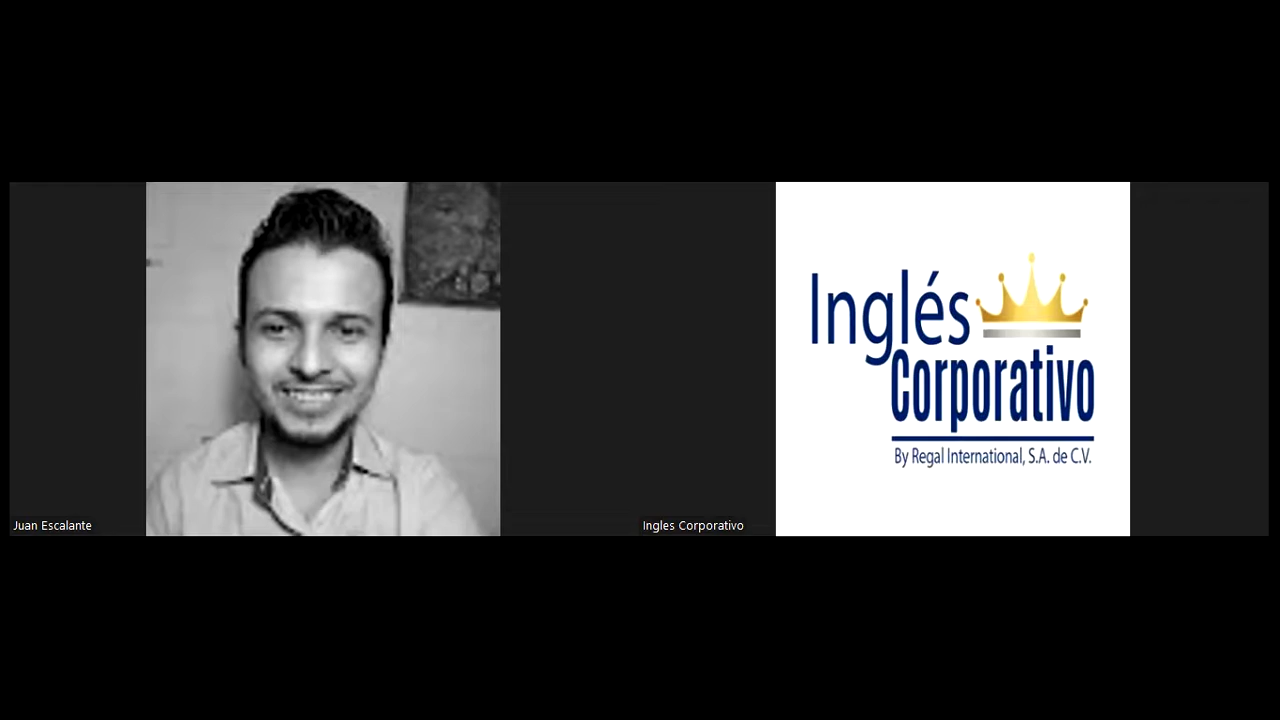 Inglés
Corporativo
By Regal International, S.A. de C.V.
Juan Escalante
Ingles Corporativo